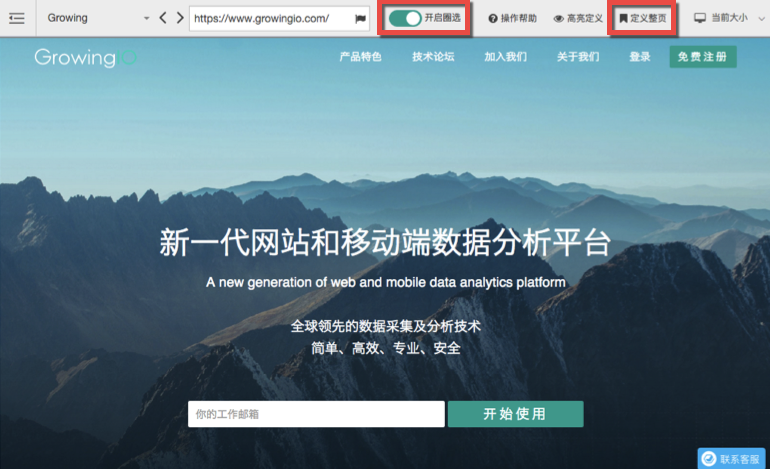 Growing
https://www.growingio.com/
开启圈选
操作帮助
高亮定义
定义整页
当前大小
GrowingIO
产品特色
技术论坛
加入我们
关于我们
登录
免费注册
新一代网站和移动端数据分析平台
A new generation of web and mobile data analytics platform
全球领先的数据采集及分析技术
简单、高效、专业、安全
你的工作邮箱
开始使用
联系客服